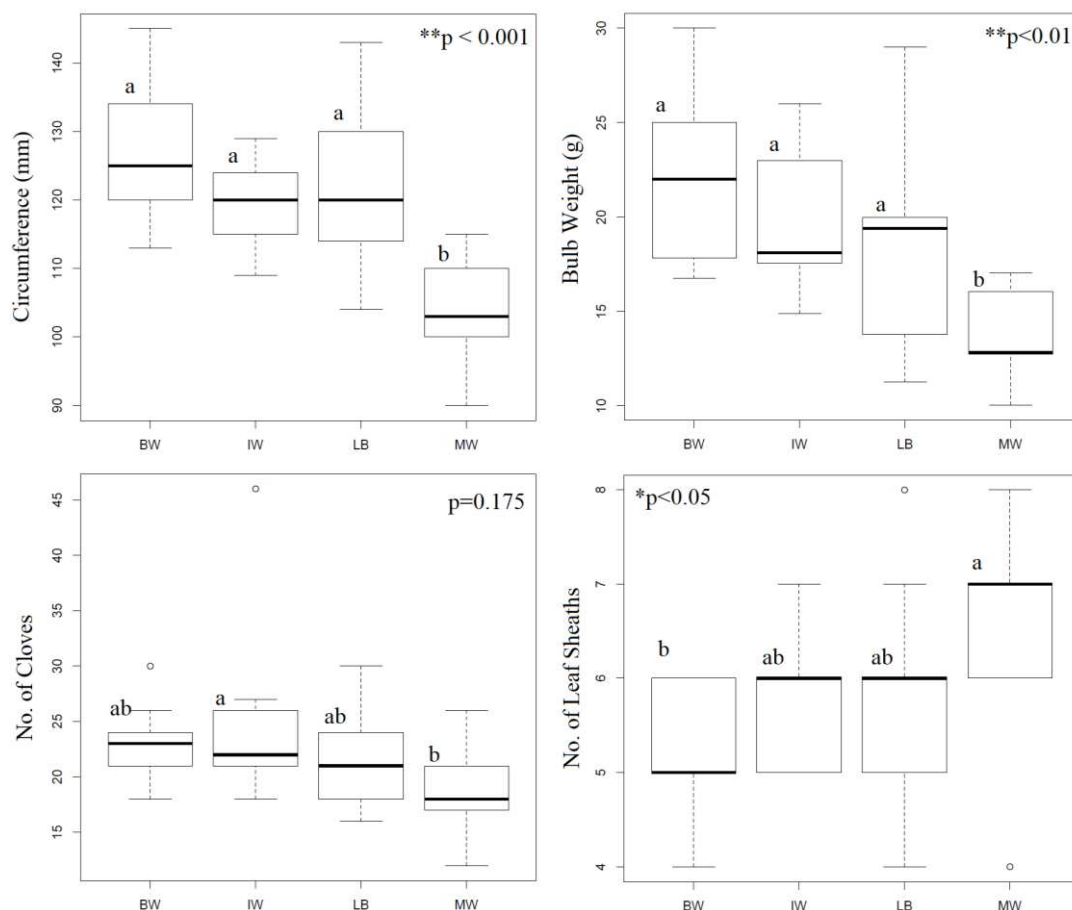 **p < 0.001
Circumference (mm)
140
130
120
110
100
90
a
a
a
b
BW IW LB MW
**p<0.01
Bulb Weight (g)
30
25
20
15
10
a
a
a
b
BW IW LB MW
p=0.175
No. of Cloves
45
40
35
30
25
20
15
ab
a
ab
b
BW IW LB MW
*p<0.05
No. of Leaf Sheaths
8
7
6
5
4
b
ab
ab
a
BW IW LB MW